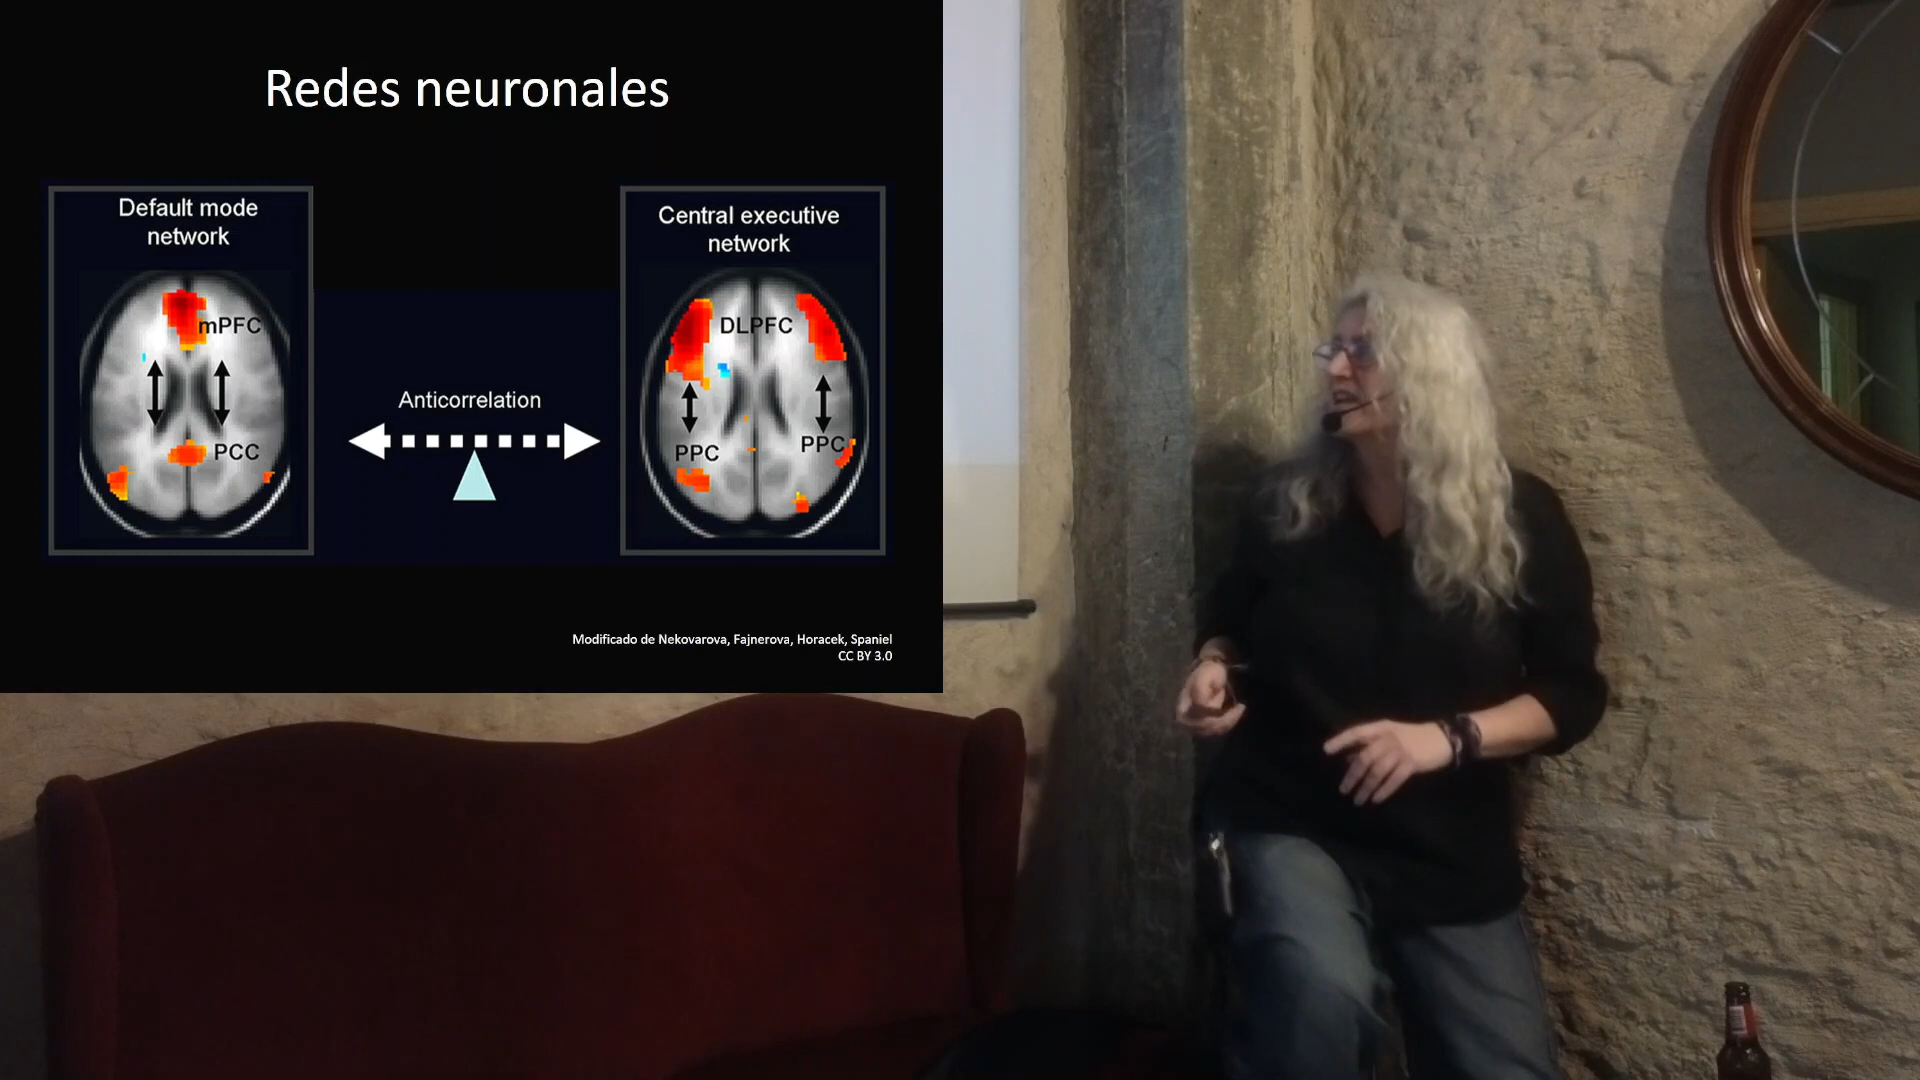 Redes neuronales
Default mode
network
mPFC
PCC
Anticorrelation
Central executive
network
DLPFC
PPC
PPC
Modificado de Nekovarova, Fajnerova, Horacek, Spaniel
CC BY 3.0